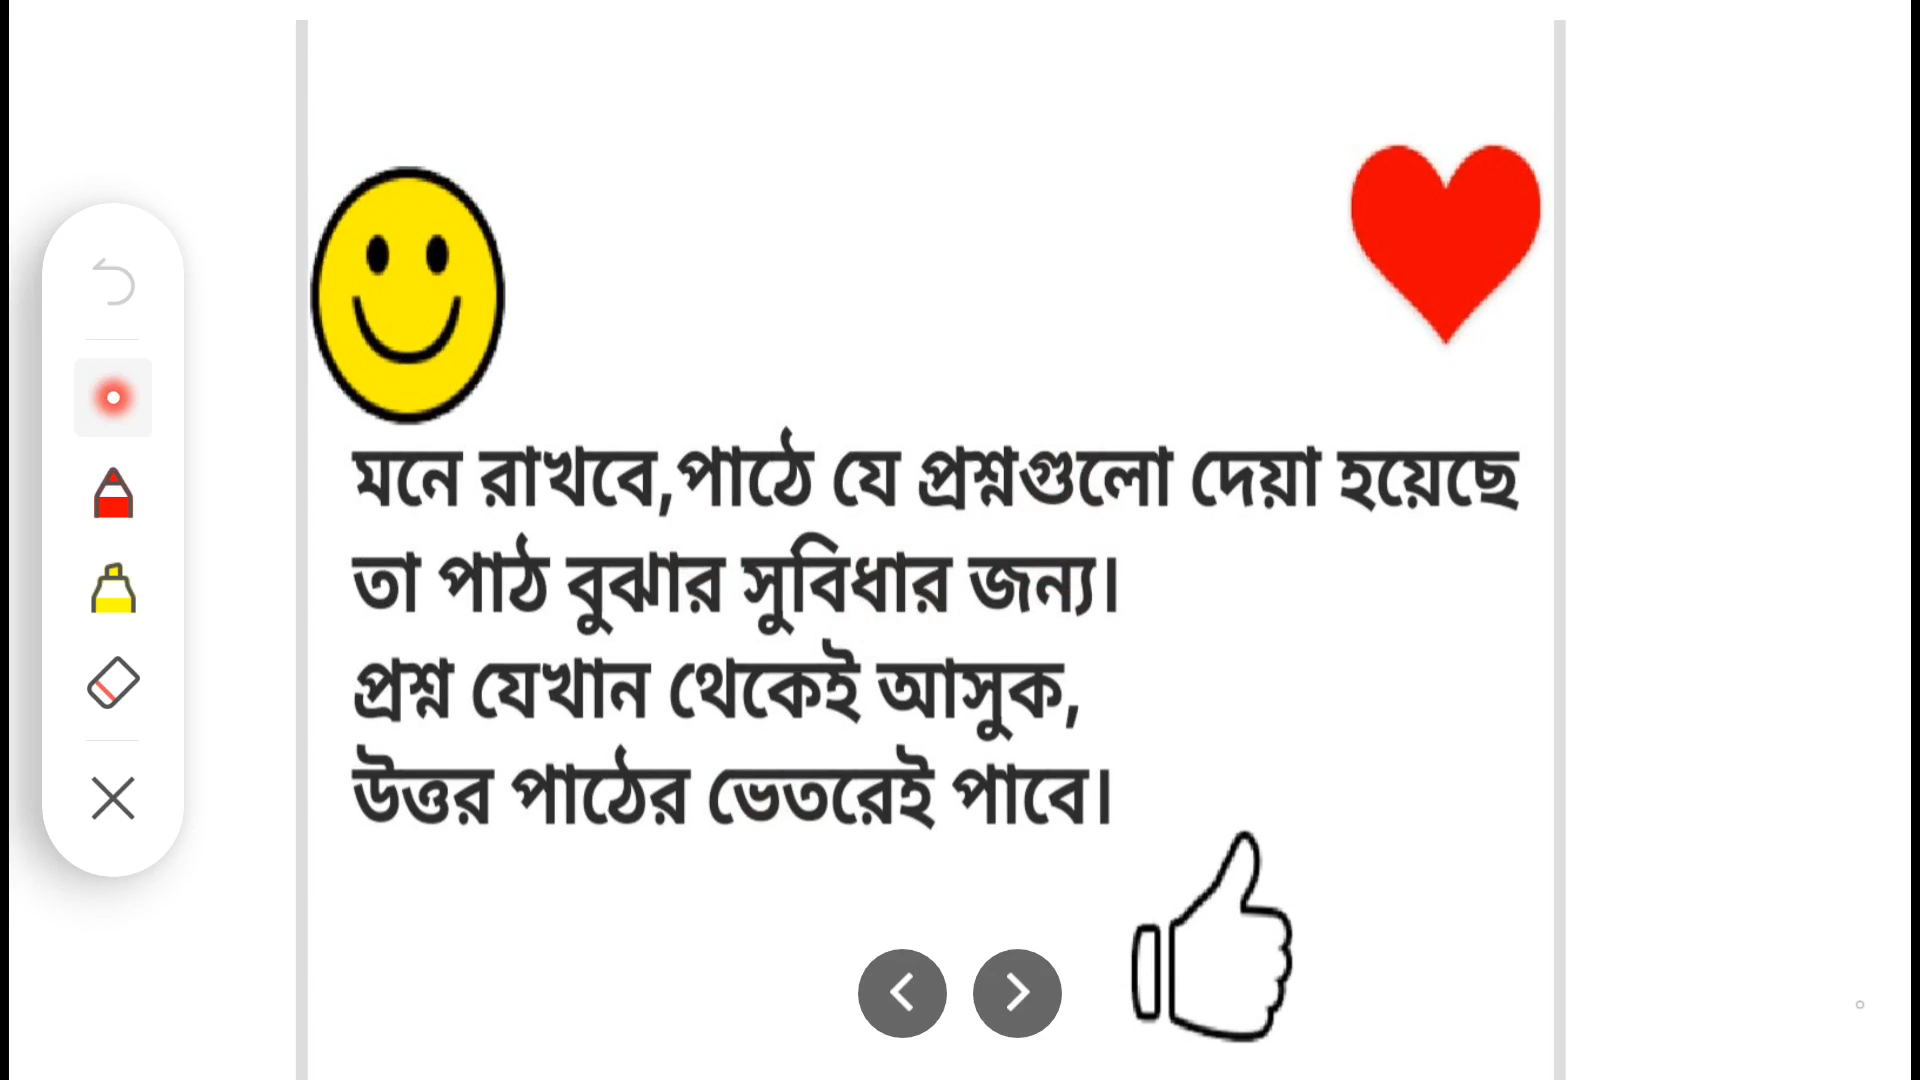 মনে রাখবে,পাঠে যে প্রশ্নগুলো দেয়া হয়েছে
তা পাঠ বুঝার সুবিধার জন্য।
প্রশ্ন যেখান থেকেই আসুক,
উত্তর পাঠের ভেতরেই পাবে।